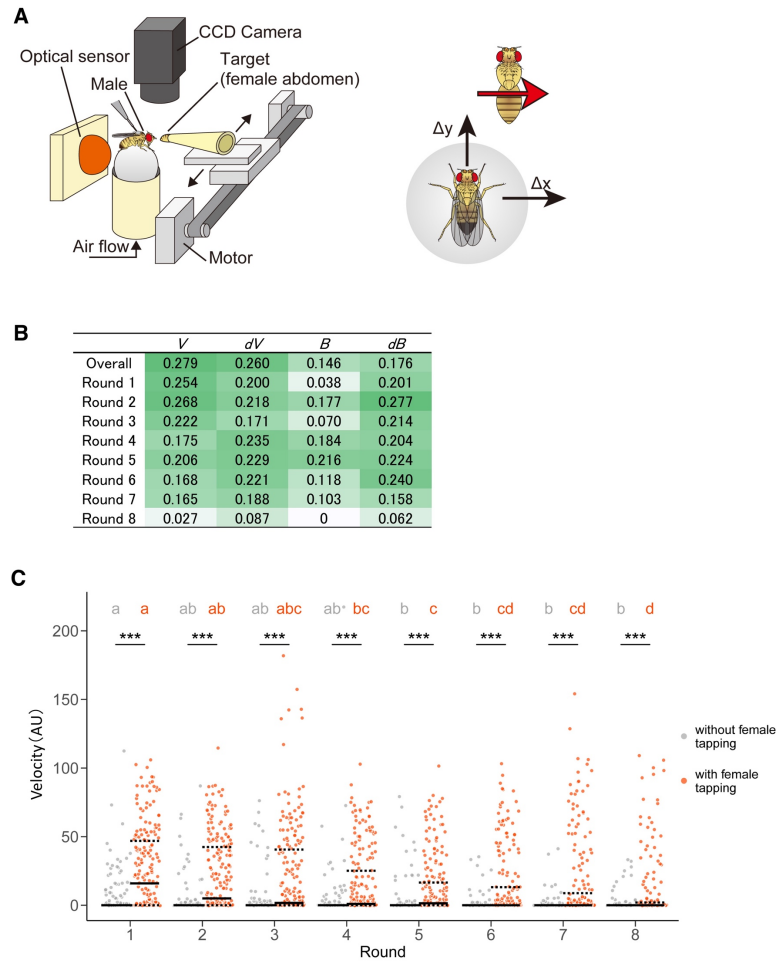 A
CCD Camera
Optical sensor
Target
(female abdomen)
Male
Air flow
Motor
Δy
Δx
B
V dV B dB
Overall 0.279 0.260 0.146 0.176
Round 1 0.254 0.200 0.038 0.201
Round 2 0.268 0.218 0.177 0.277
Round 3 0.222 0.171 0.070 0.214
Round 4 0.175 0.235 0.184 0.204
Round 5 0.206 0.229 0.216 0.224
Round 6 0.168 0.221 0.118 0.240
Round 7 0.165 0.188 0.103 0.158
Round 8 0.027 0.087 0 0.062
C
a a ab ab ab abc ab* bc b c b cd b cd b d
*** *** *** *** *** *** *** ***
200
150
100
50
0
Velocity (AU)
without female
tapping
with female
tapping
1 2 3 4 5 6 7 8
Round